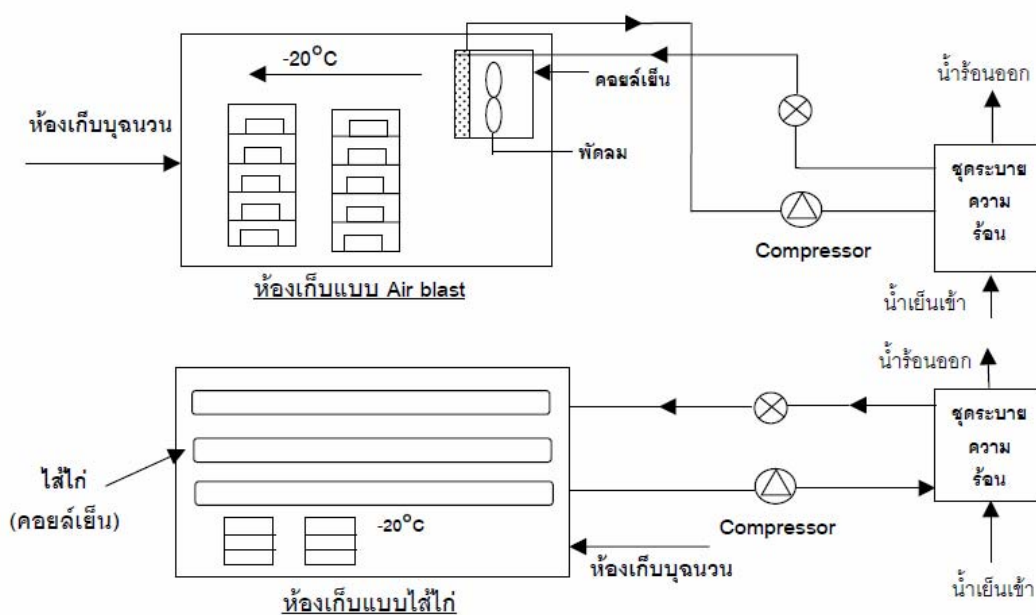 -20°C
คอยล์เย็น
น้ำร้อนออก
ห้องเก็บบุฉนวน
พัดลม
ชุดระบาย
ความ
ร้อน
Compressor
ห้องเก็บแบบ Air blast
น้ำเย็นเข้า
น้ำร้อนออก
ชุดระบาย
ความ
ร้อน
ไส้ไก่
(คอยล์เย็น)
-20°C
Compressor
ห้องเก็บบุฉนวน
ห้องเก็บแบบไส้ไก่
น้ำเย็นเข้า